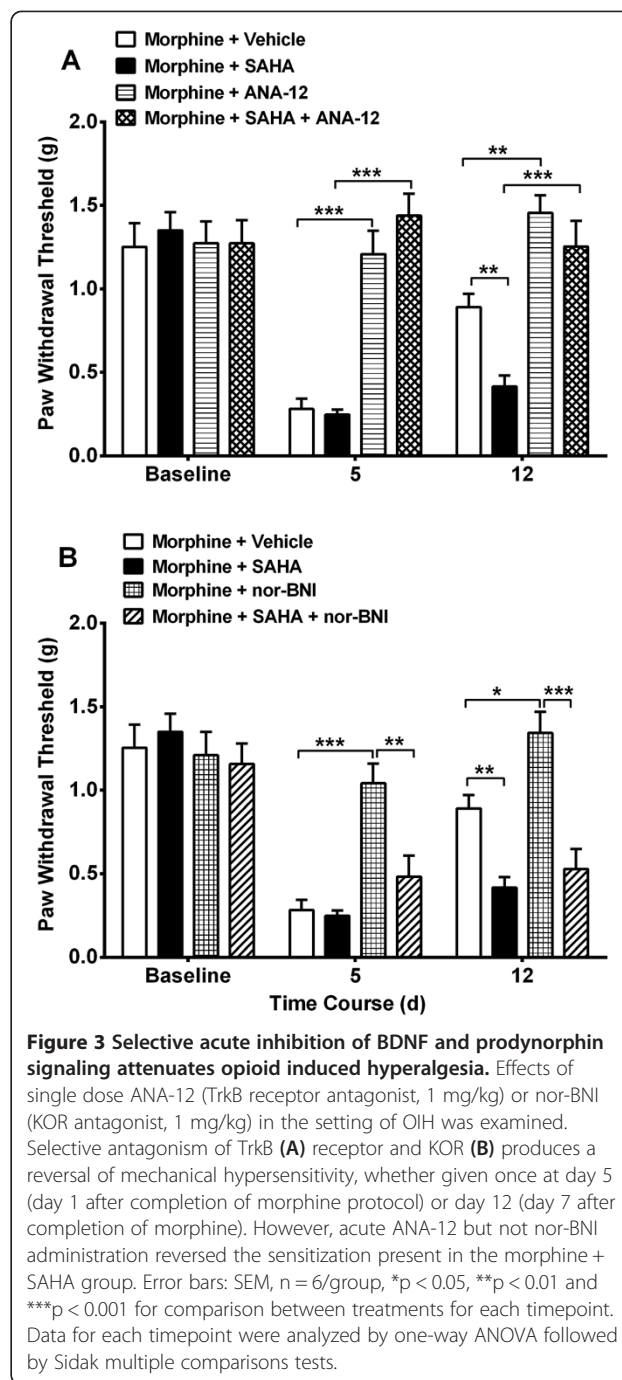 A
Morphine + Vehicle
Morphine + SAHA
Morphine + ANA-12
Morphine + SAHA + ANA-12
Paw Withdrawal Threshold (g)
2.0
1.5
1.0
0.5
0.0
***
***
**
***
**
Baseline
5
12
B
Morphine + Vehicle
Morphine + SAHA
Morphine + nor-BNI
Morphine + SAHA + nor-BNI
Paw Withdrawal Threshold (g)
2.0
1.5
1.0
0.5
0.0
***
**
*
***
**
Baseline
5
12
Time Course (d)
Figure 3 Selective acute inhibition of BDNF and prodynorphin
signaling attenuates opioid induced hyperalgesia. Effects of
single dose ANA-12 (TrkB receptor antagonist, 1 mg/kg) or nor-BNI
(KOR antagonist, 1 mg/kg) in the setting of OIH was examined.
Selective antagonism of TrkB (A) receptor and KOR (B) produces a
reversal of mechanical hypersensitivity, whether given once at day 5
(day 1 after completion of morphine protocol) or day 12 (day 7 after
completion of morphine). However, acute ANA-12 but not nor-BNI
administration reversed the sensitization present in the morphine +
SAHA group. Error bars: SEM, n = 6/group, *p < 0.05, **p < 0.01 and
***p < 0.001 for comparison between treatments for each timepoint.
Data for each timepoint were analyzed by one-way ANOVA followed
by Sidak multiple comparisons tests.